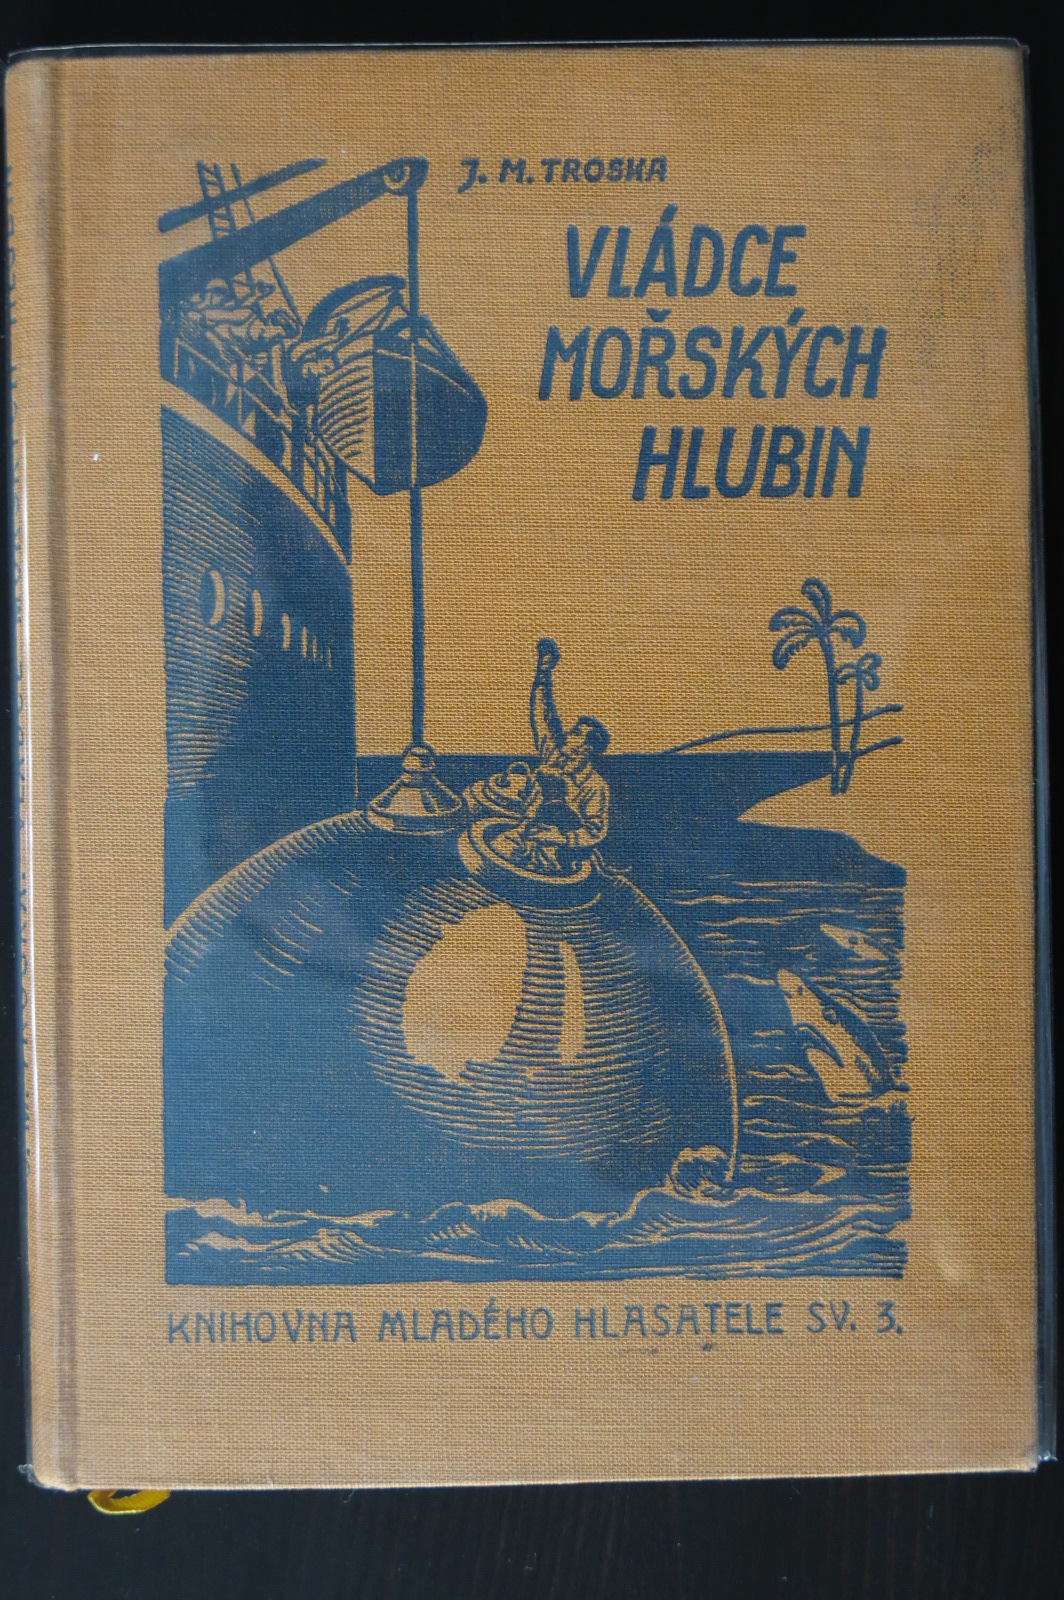 J. M. TROSKA
VLÁDCE
MOŘSKÝCH
HLUBIN
KNIHOVNA MLADÉHO HLASATELE SV. 3.